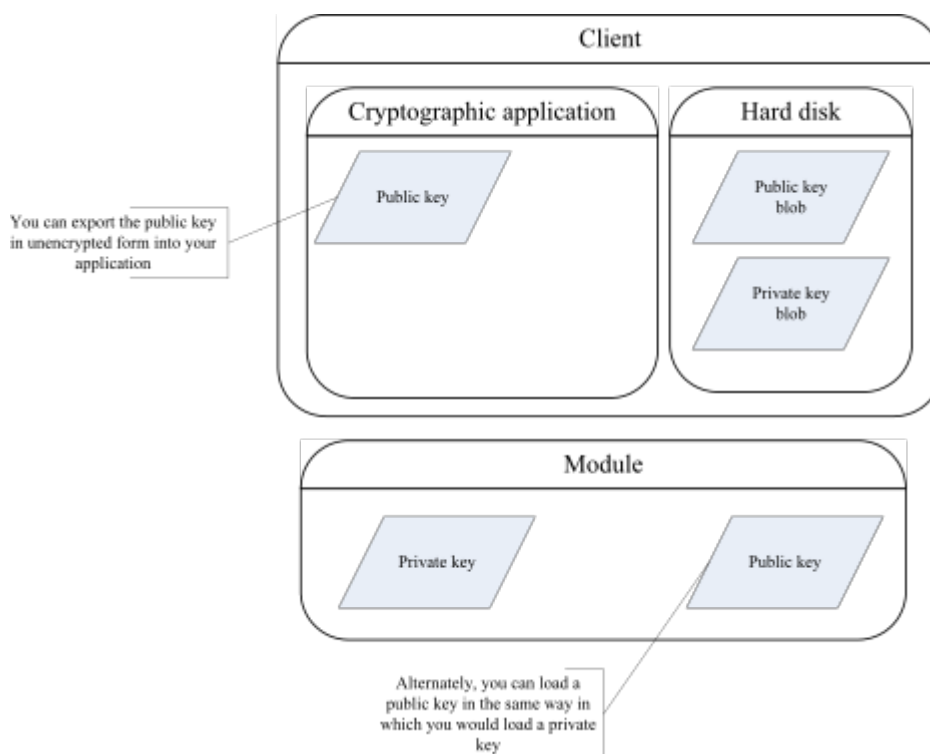 Client
Cryptographic application
Hard disk
Public key
Public key
blob
You can export the public key
in unencrypted form into your
application
Private key
blob
Module
Private key
Public key
Alternately, you can load a
public key in the same way in
which you would load a private
key